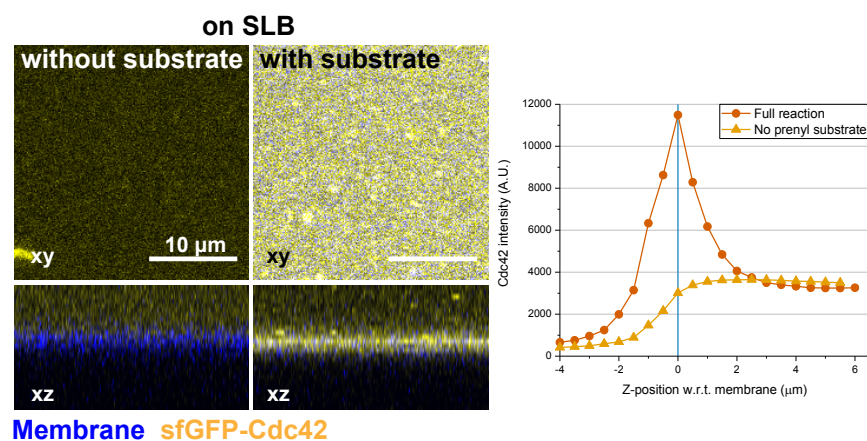 on SLB
without substrate
with substrate
10 µm
xy
xy
xz
xz
Membrane sfGFP-Cdc42
12000
10000
8000
6000
4000
2000
0
-4 -2 0 2 4 6
Cdc42 intensity (A.U.)
Z-position w.r.t. membrane (µm)
Full reaction
No prenyl substrate